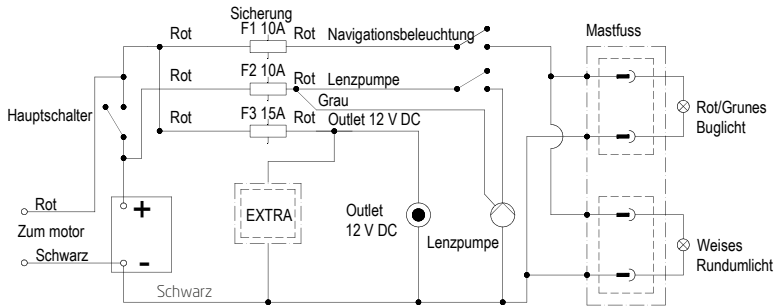 Sicherung
Rot
F1 10A
Rot
Navigationsbeleuchtung
Mastfuss
Rot
F2 10A
Rot
Lenzpumpe
Grau
Hauptschalter
Rot
F3 15A
Rot
Outlet 12 V DC
Rot/Grunes
Buglicht
Rot
+
Zum motor
EXTRA
Outlet
12 V DC
Lenzpumpe
Schwarz
-
Weises
Rundumlicht
Schwarz